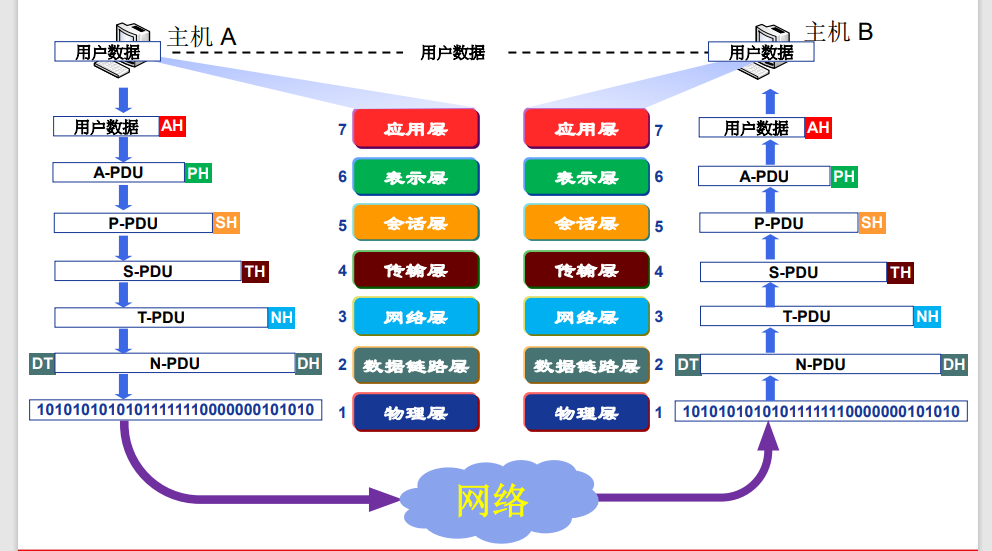 主机 A
主机 B
用户数据
用户数据
用户数据
用户数据 AH
7 应用层
应用层 7
用户数据 AH
A-PDU PH
6 表示层
表示层 6
A-PDU PH
P-PDU SH
5 会话层
会话层 5
P-PDU SH
S-PDU TH
4 传输层
传输层 4
S-PDU TH
T-PDU NH
3 网络层
网络层 3
T-PDU NH
DT N-PDU DH
2 数据链路层
数据链路层 2
DT N-PDU DH
10101010101011111110000000101010
1 物理层
物理层 1
10101010101011111110000000101010
网络